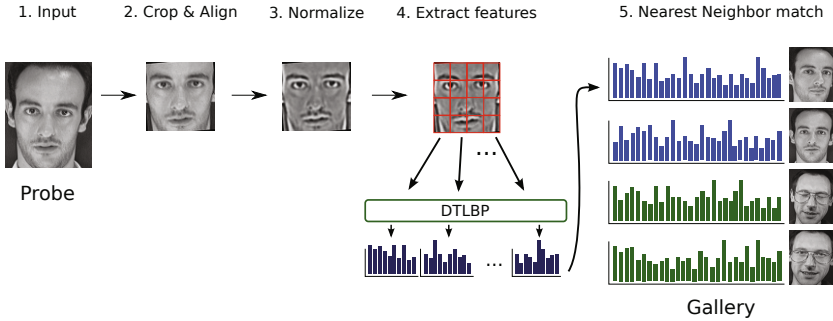 1. Input
2. Crop & Align
3. Normalize
4. Extract features
5. Nearest Neighbor match
Probe
...
DTLBP
...
Gallery